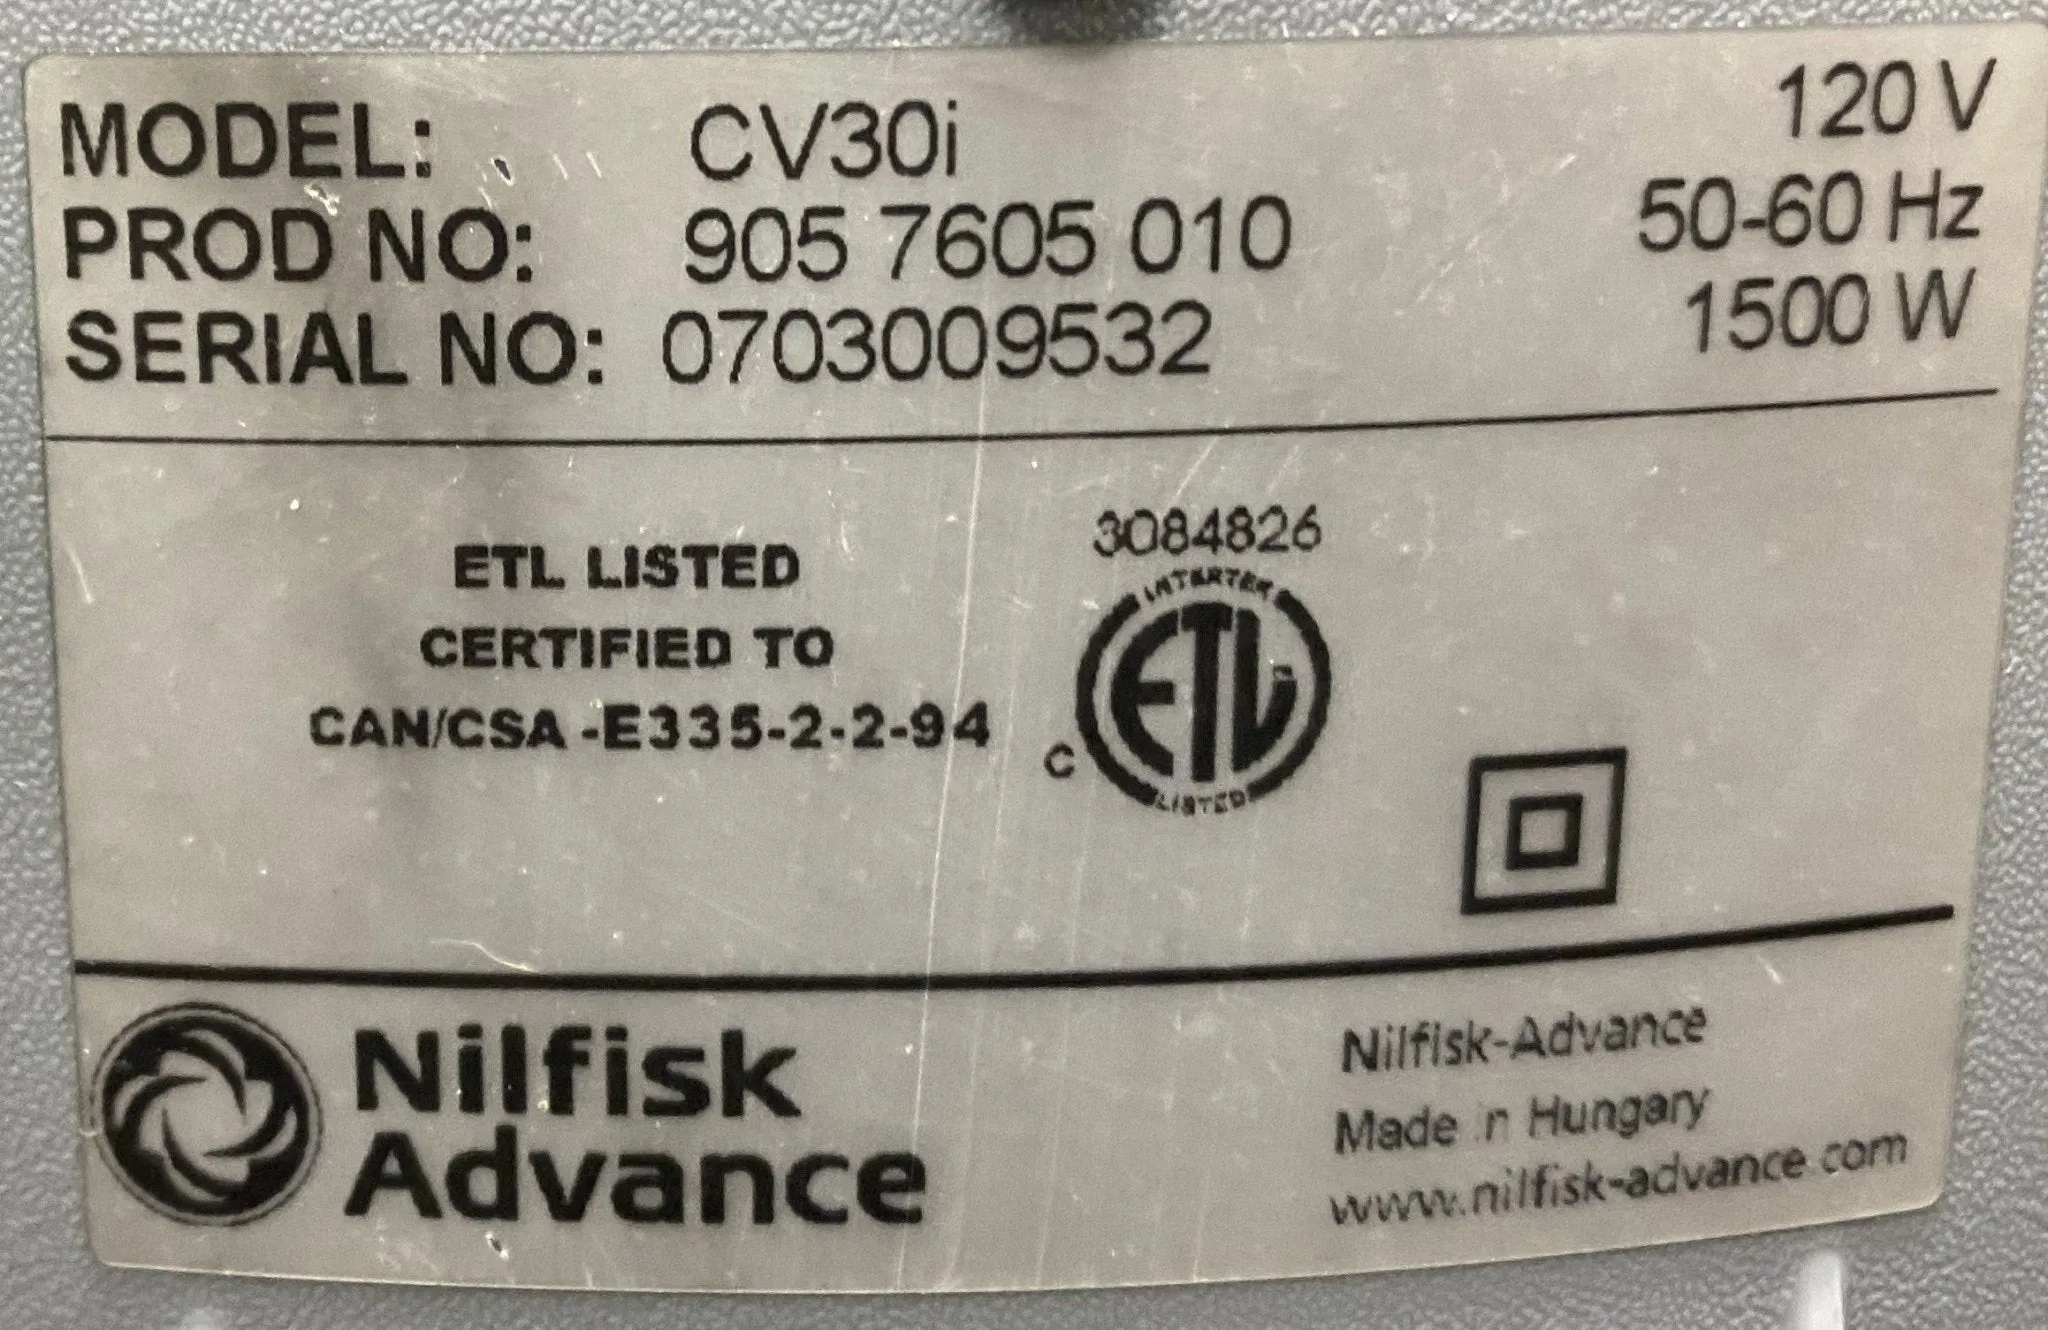 MODEL: CV30i 120 V
PROD NO: 905 7605 010 50-60 Hz
SERIAL NO: 0703009532 1500 W
3084826
ETL LISTED
CERTIFIED TO
CAN/CSA -E335-2-2-94
INTERTEK
ETL
C
LISTED
Nilfisk
Advance
Nilfisk-Advance
Made in Hungary
www.nilfisk-advance.com